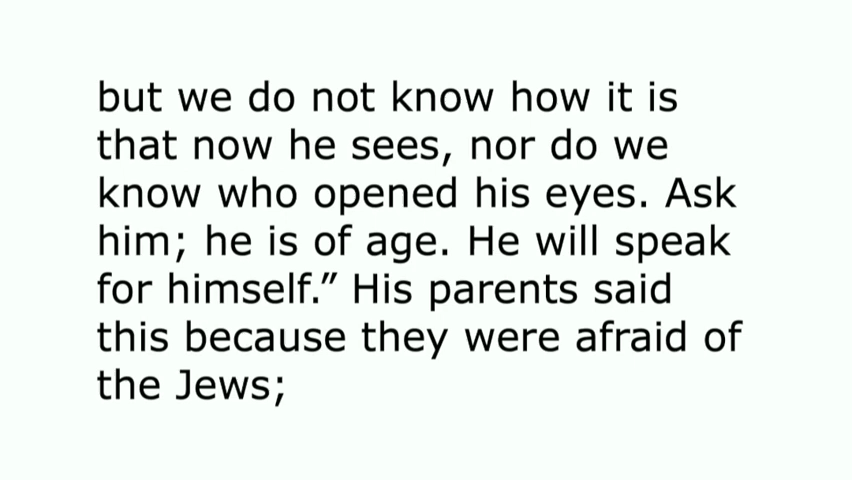 but we do not know how it is
that now he sees, nor do we
know who opened his eyes. Ask
him; he is of age. He will speak
for himself.” His parents said
this because they were afraid of
the Jews;